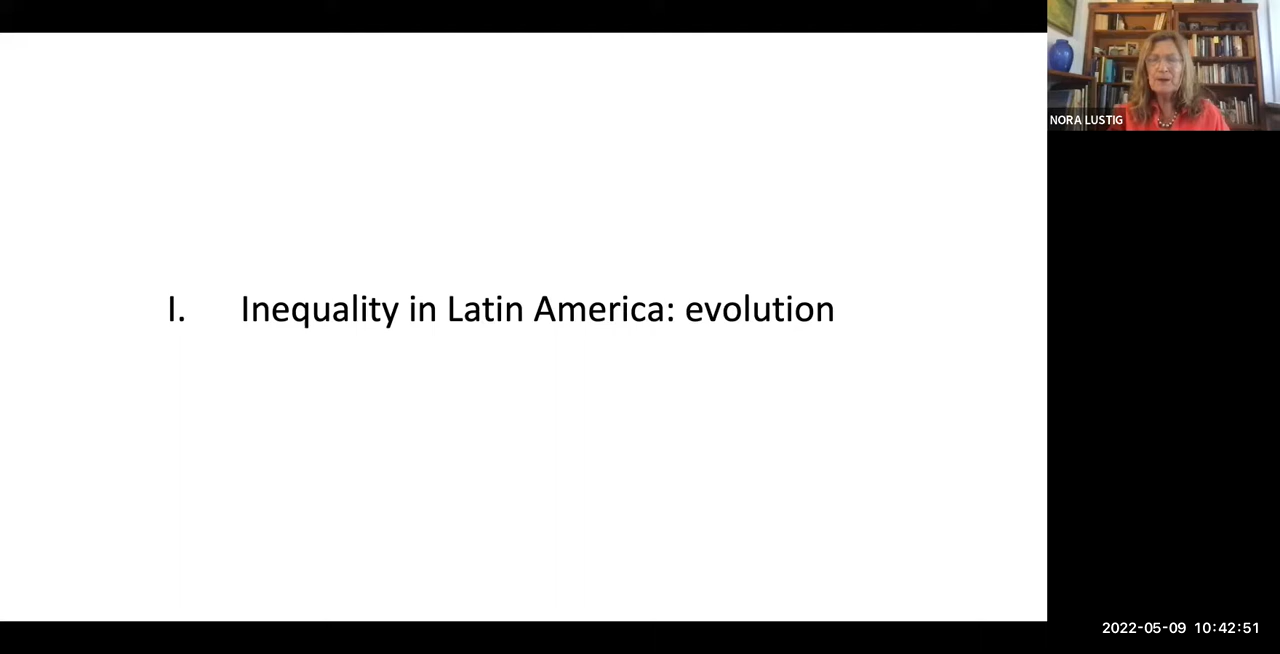 I. Inequality in Latin America: evolution
NORA LUSTIG
2022-05-09 10:42:51